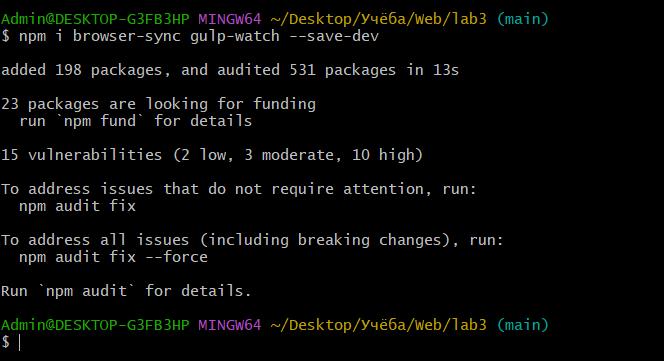 Admin@DESKTOP-G3FB3HP MINGW64 ~/Desktop/Учёба/Web/lab3 (main)
$ npm i browser-sync gulp-watch --save-dev
added 198 packages, and audited 531 packages in 13s
23 packages are looking for funding
  run `npm fund` for details
15 vulnerabilities (2 low, 3 moderate, 10 high)
To address issues that do not require attention, run:
  npm audit fix
To address all issues (including breaking changes), run:
  npm audit fix --force
Run `npm audit` for details.
Admin@DESKTOP-G3FB3HP MINGW64 ~/Desktop/Учёба/Web/lab3 (main)
$